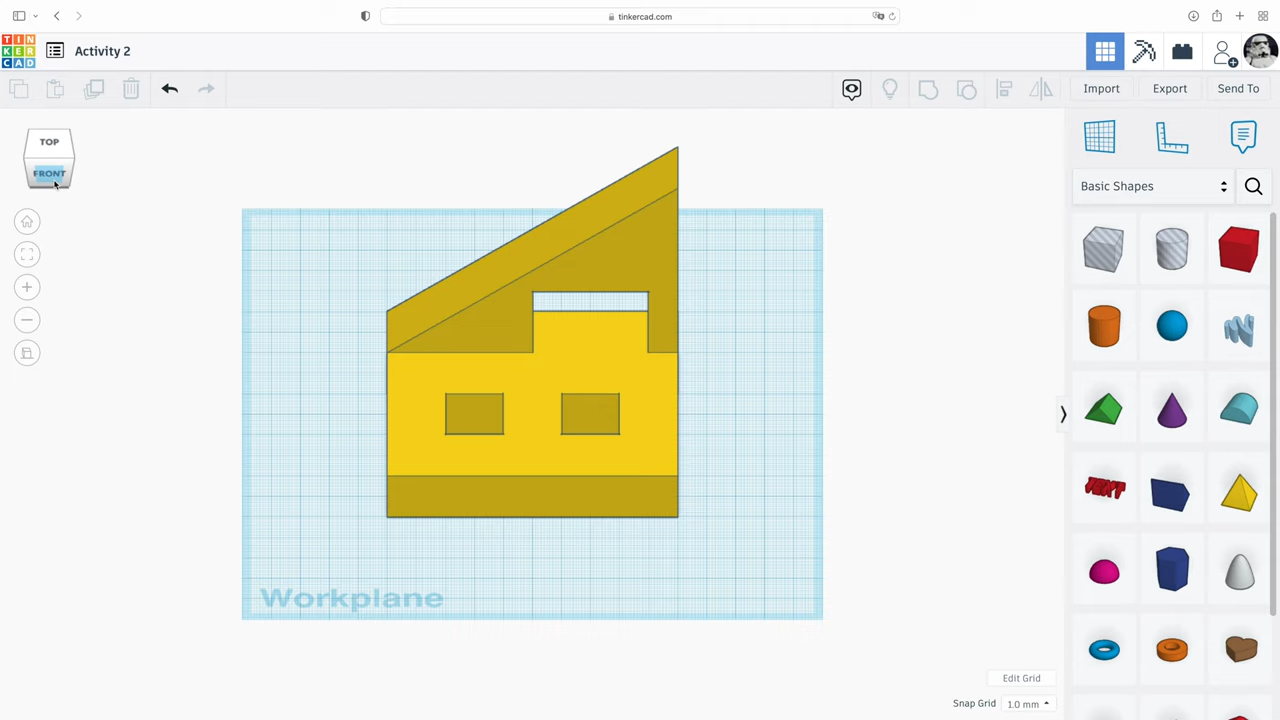 tinkercad.com
TIN
KER
CAD
Activity 2
Import
Export
Send To
TOP
FRONT
Basic Shapes
TEXT
Workplane
Edit Grid
Snap Grid
1.0 mm